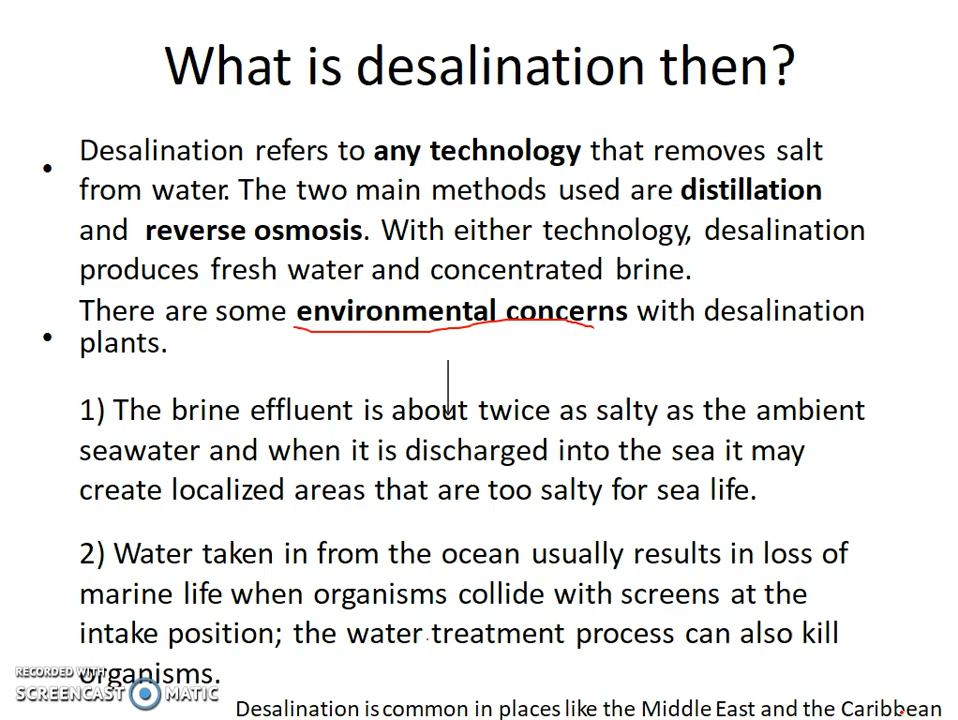 What is desalination then?
• Desalination refers to any technology that removes salt
from water. The two main methods used are distillation
and reverse osmosis. With either technology, desalination
produces fresh water and concentrated brine.
• There are some environmental concerns with desalination
plants.
1) The brine effluent is about twice as salty as the ambient
seawater and when it is discharged into the sea it may
create localized areas that are too salty for sea life.
2) Water taken in from the ocean usually results in loss of
marine life when organisms collide with screens at the
intake position; the water treatment process can also kill
organisms.
RECORDED WITH
SCREENCAST MATIC
Desalination is common in places like the Middle East and the Caribbean